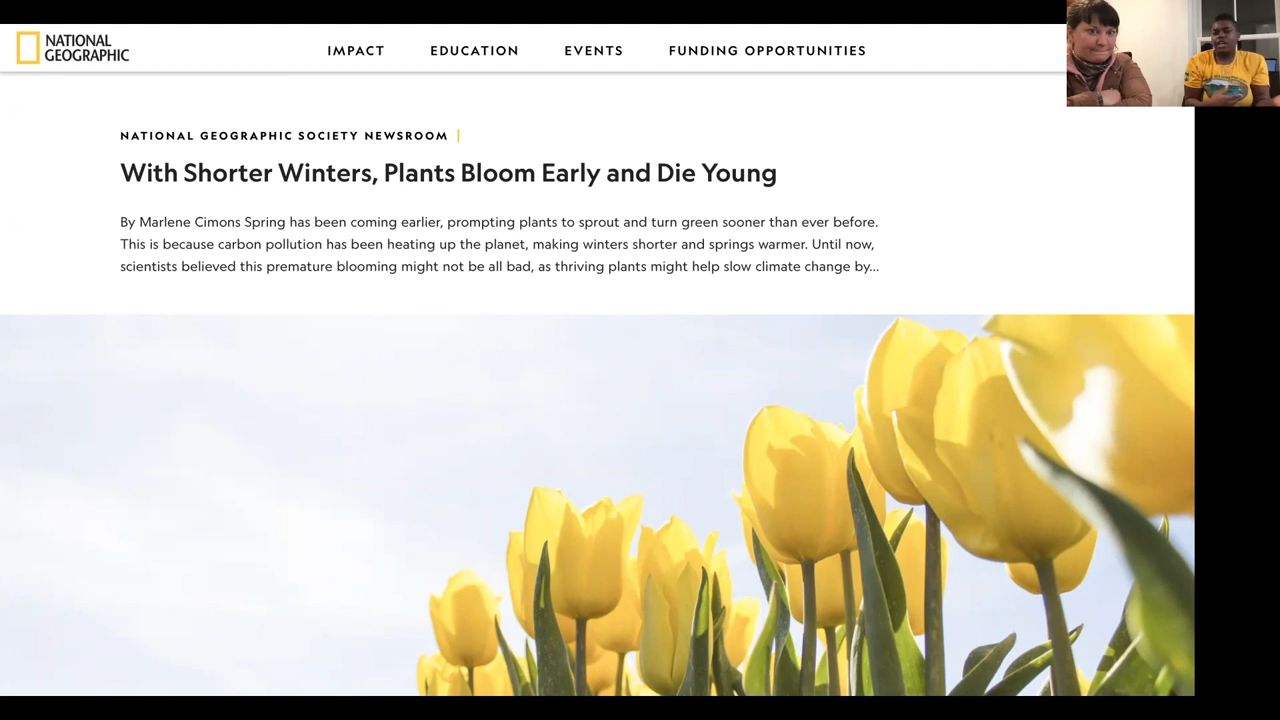 NATIONAL
GEOGRAPHIC
IMPACT EDUCATION EVENTS FUNDING OPPORTUNITIES
NATIONAL GEOGRAPHIC SOCIETY NEWSROOM
With Shorter Winters, Plants Bloom Early and Die Young
By Marlene Cimons Spring has been coming earlier, prompting plants to sprout and turn green sooner than ever before.
This is because carbon pollution has been heating up the planet, making winters shorter and springs warmer. Until now,
scientists believed this premature blooming might not be all bad, as thriving plants might help slow climate change by...